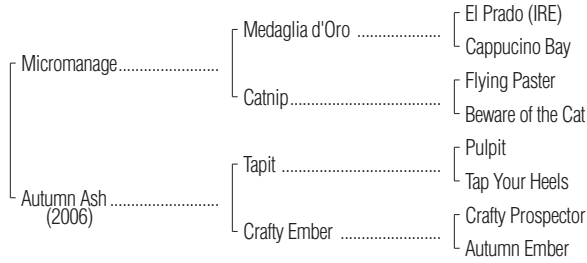 El Prado (IRE)
Medaglia d'Oro ..................
Cappucino Bay
Micromanage......................
Flying Paster
Catnip..................................
Beware of the Cat
Pulpit
Tapit ....................................
Tap Your Heels
Autumn Ash ........................
(2006)
Crafty Prospector
Crafty Ember ......................
Autumn Ember